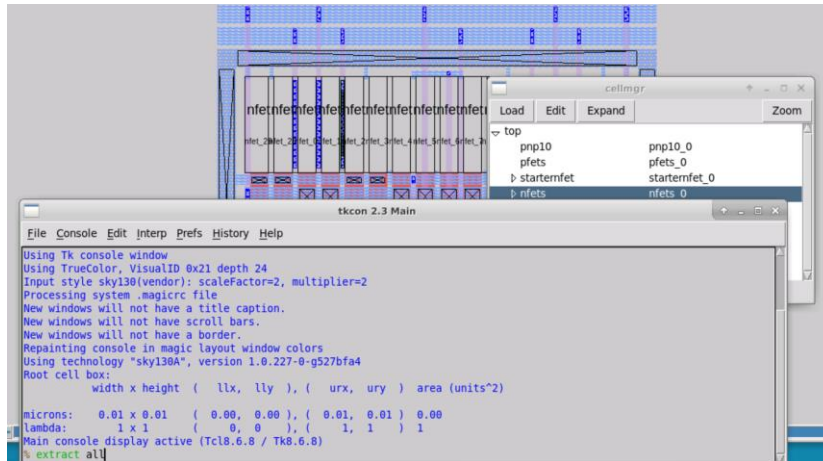 cellmgr
Load Edit Expand Zoom
top
pnp10 pnp10_0
pfets pfets_0
starternfet starternfet_0
nfets nfets_0
tkcon 2.3 Main
File Console Edit Interp Prefs History Help
Using Tk console window
Using TrueColor, VisualID 0x21 depth 24
Input style sky130(vendor): scaleFactor=2, multiplier=2
Processing system .magicrc file
New windows will not have a title caption.
New windows will not have scroll bars.
New windows will not have a border.
Repainting console in magic layout window colors
Using technology "sky130A", version 1.0.227-0-g527bfa4
Root cell box:
width x height ( llx, lly ), ( urx, ury ) area (units^2)
microns: 0.01 x 0.01 ( 0.00, 0.00 ), ( 0.01, 0.01 ) 0.00
lambda: 1 x 1 ( 0, 0 ), ( 1, 1 ) 1
Main console display active (Tcl8.6.8 / Tk8.6.8)
% extract all